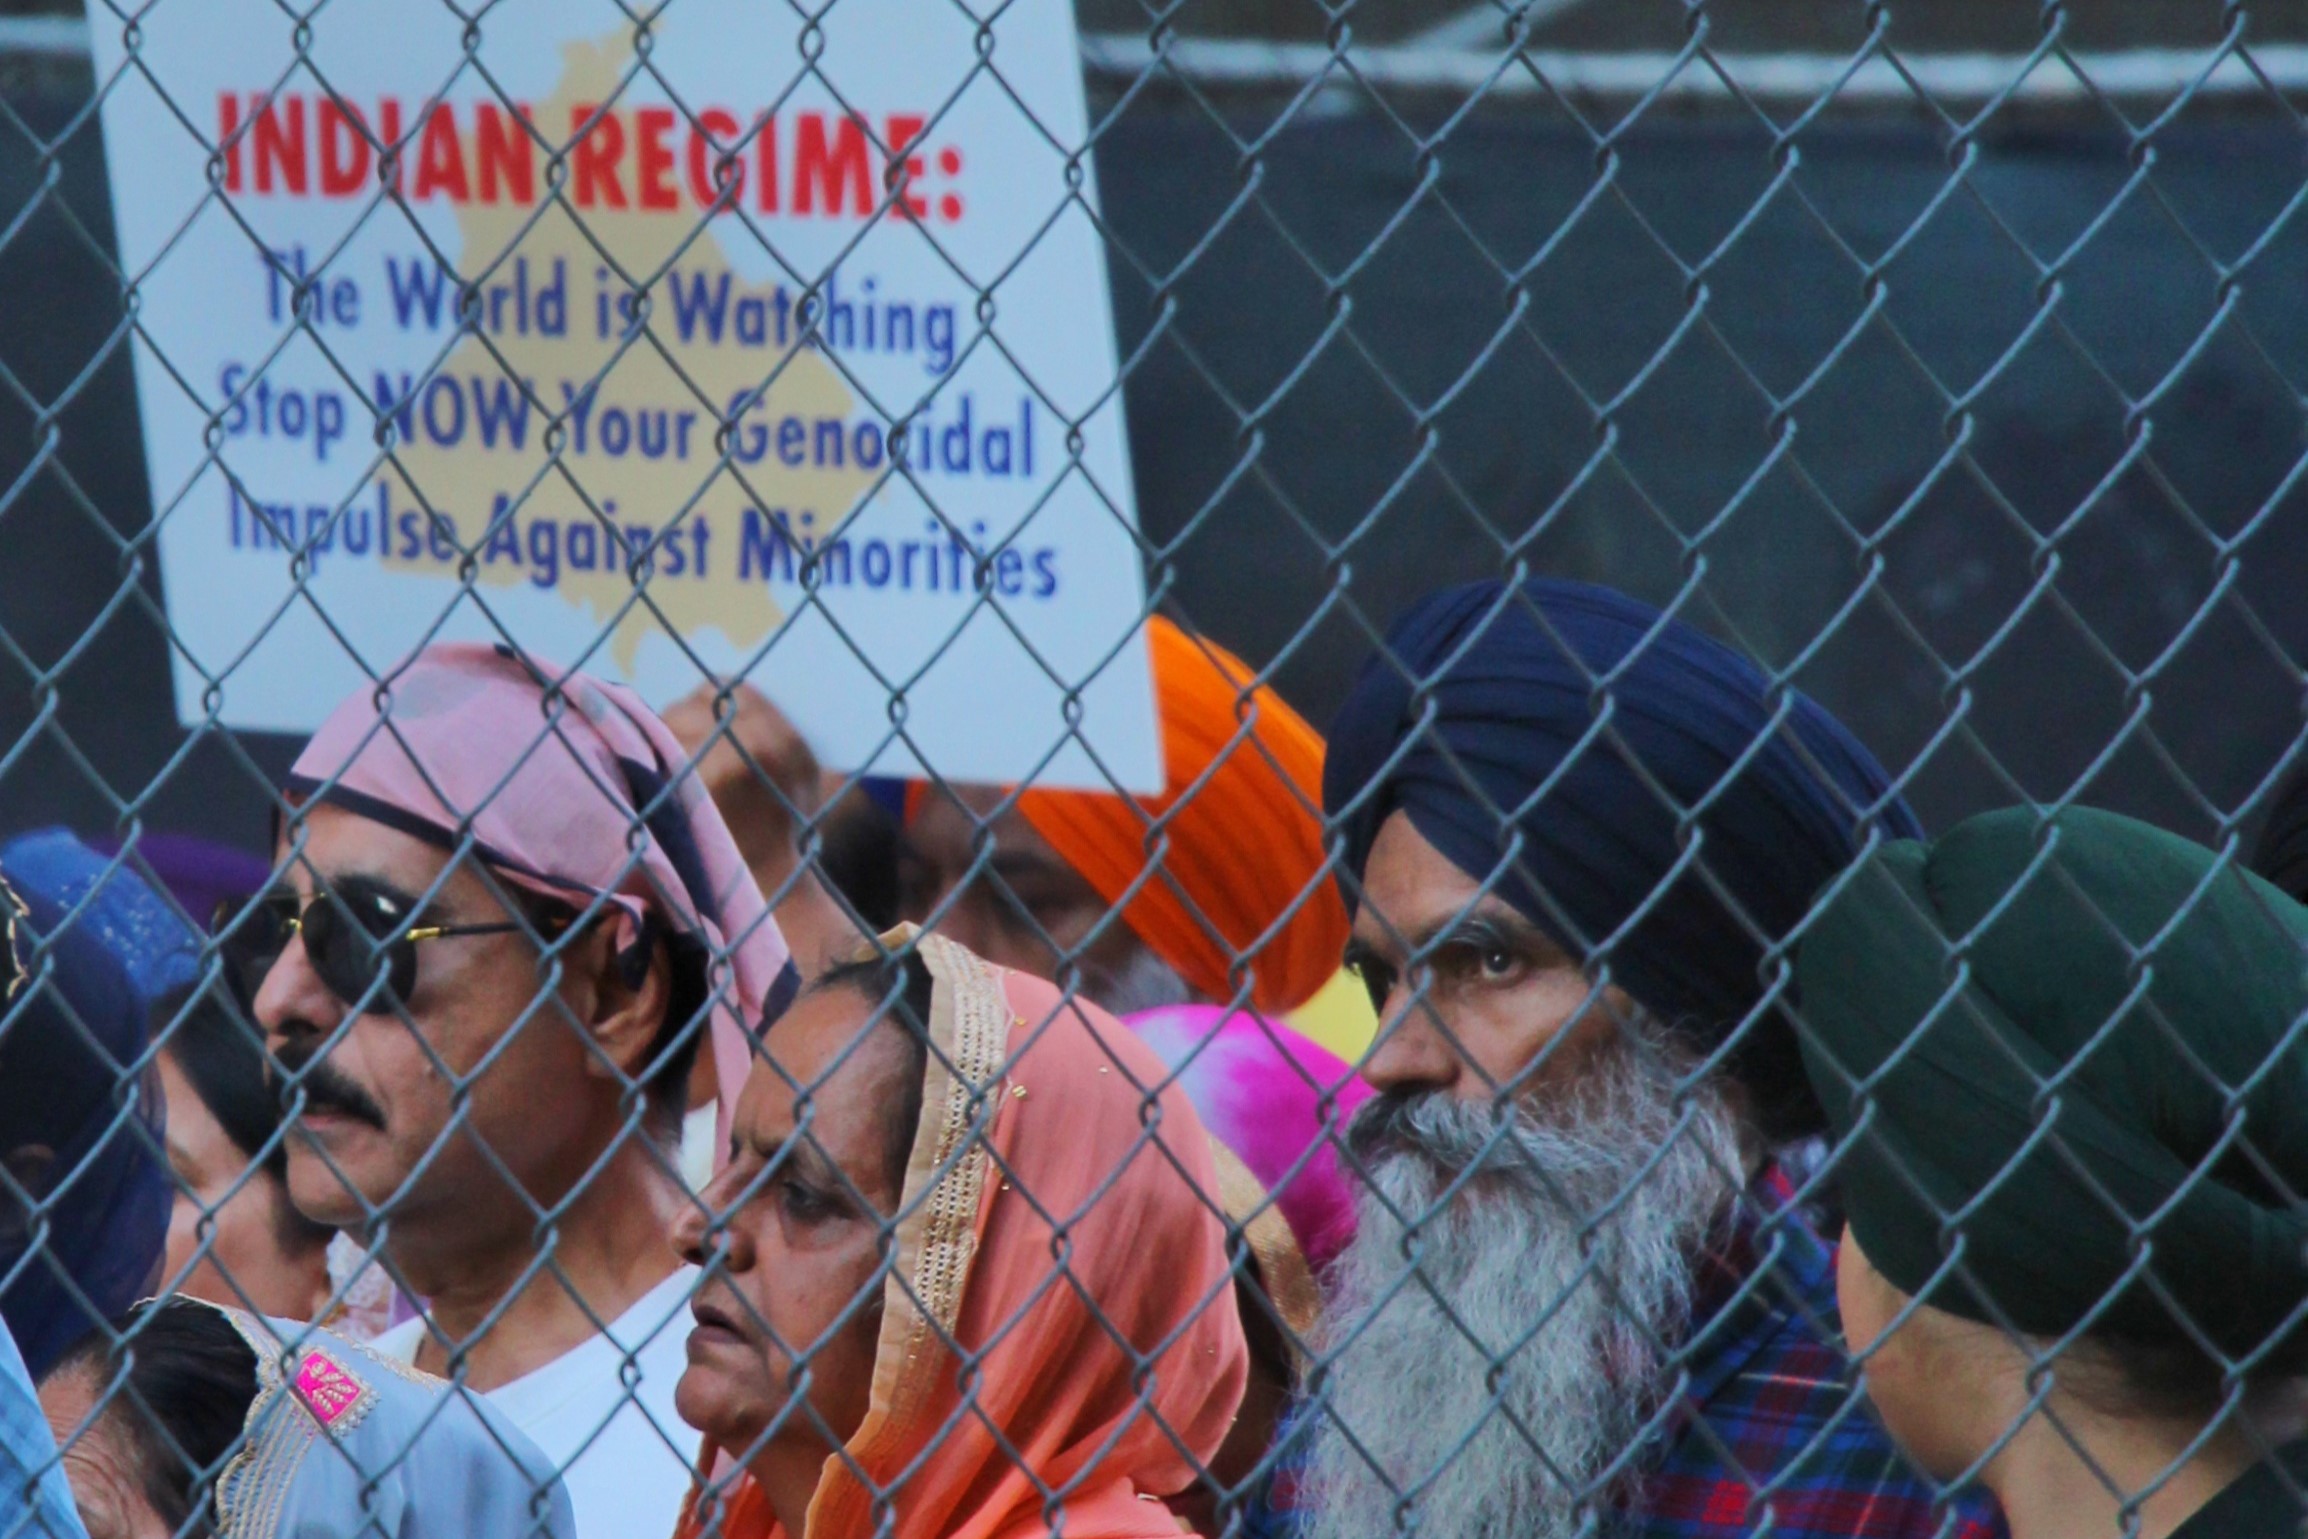 INDIAN REGIME:
The World is Watching
Stop NOW Your Genocidal
Impulse Against Minorities